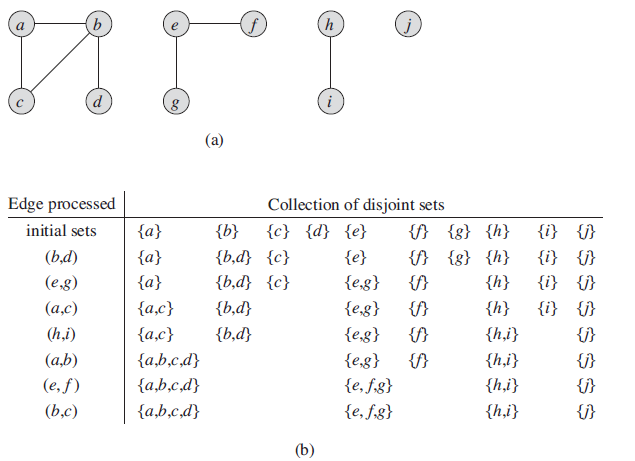 a b e f h j
c d g i
(a)
Edge processed Collection of disjoint sets
initial sets {a} {b} {c} {d} {e} {f} {g} {h} {i} {j}
(b,d) {a} {b,d} {c} {e} {f} {g} {h} {i} {j}
(e,g) {a} {b,d} {c} {e,g} {f} {h} {i} {j}
(a,c) {a,c} {b,d} {e,g} {f} {h} {i} {j}
(h,i) {a,c} {b,d} {e,g} {f} {h,i} {j}
(a,b) {a,b,c,d} {e,g} {f} {h,i} {j}
(e, f) {a,b,c,d} {e, f,g} {h,i} {j}
(b,c) {a,b,c,d} {e, f,g} {h,i} {j}
(b)